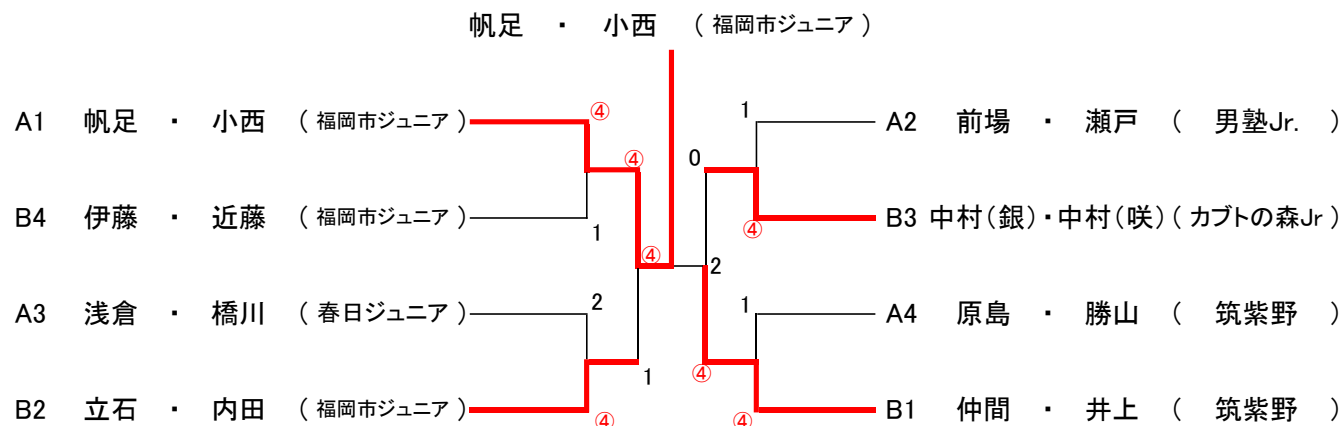 帆足 ・ 小西 ( 福岡市ジュニア )
A1 帆足 ・ 小西 ( 福岡市ジュニア )
④
1
A2 前場 ・ 瀬戸 ( 男塾Jr. )
④
0
B4 伊藤 ・ 近藤 ( 福岡市ジュニア )
1
④
B3 中村(銀)・中村(咲)( カブトの森Jr )
④
2
A3 浅倉 ・ 橋川 ( 春日ジュニア )
2
1
A4 原島 ・ 勝山 ( 筑紫野 )
1
④
B2 立石 ・ 内田 ( 福岡市ジュニア )
④
④
B1 仲間 ・ 井上 ( 筑紫野 )